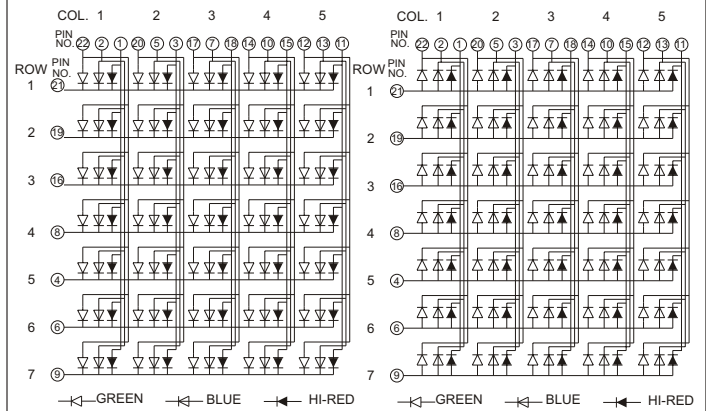 COL. 1 2 3 4 5
PIN NO. 22 2 1 20 5 3 17 7 18 14 10 15 12 13 11
ROW PIN NO.
1 21
2 19
3 16
4 8
5 4
6 6
7 9
GREEN BLUE HI-RED
COL. 1 2 3 4 5
PIN NO. 22 2 1 20 5 3 17 7 18 14 10 15 12 13 11
ROW PIN NO.
1 21
2 19
3 16
4 8
5 4
6 6
7 9
GREEN BLUE HI-RED